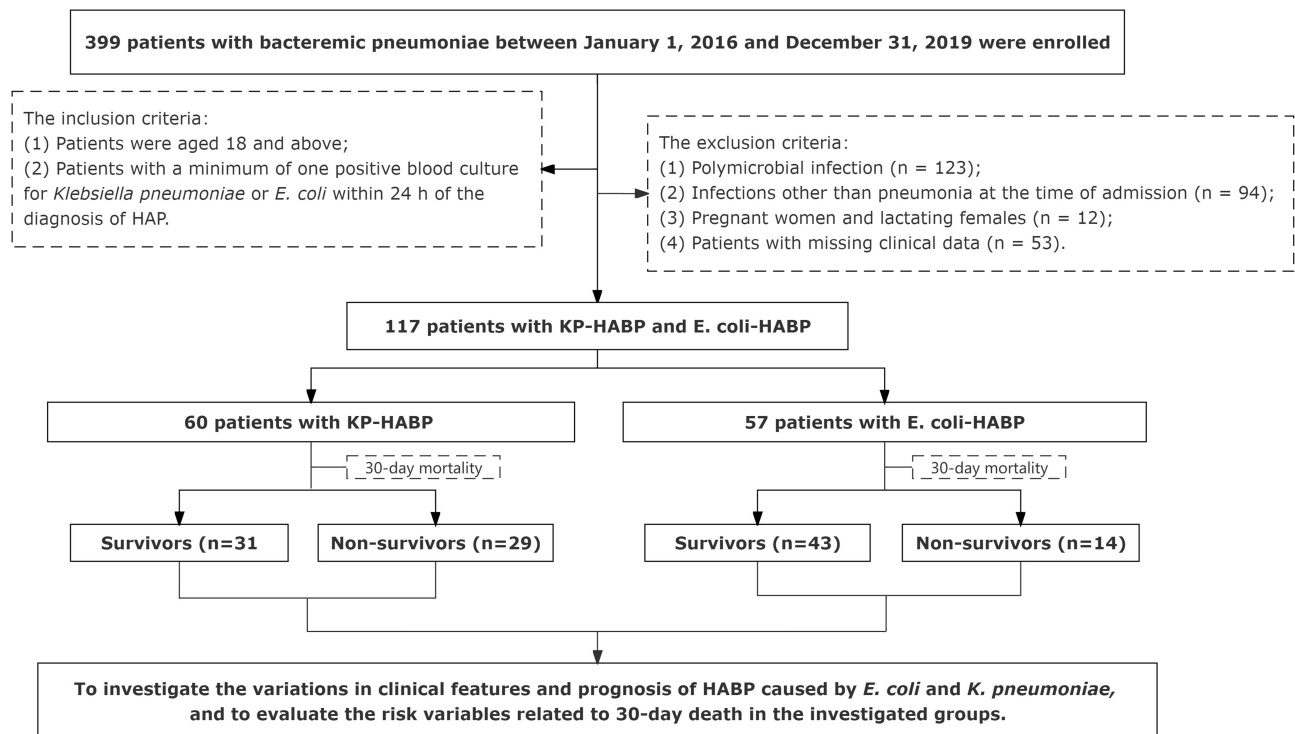 399 patients with bacteremic pneumoniae between January 1, 2016 and December 31, 2019 were enrolled
The inclusion criteria:
(1) Patients were aged 18 and above;
(2) Patients with a minimum of one positive blood culture
for Klebsiella pneumoniae or E. coli within 24 h of the
diagnosis of HAP.
The exclusion criteria:
(1) Polymicrobial infection (n = 123);
(2) Infections other than pneumonia at the time of admission (n = 94);
(3) Pregnant women and lactating females (n = 12);
(4) Patients with missing clinical data (n = 53).
117 patients with KP-HABP and E. coli-HABP
60 patients with KP-HABP
57 patients with E. coli-HABP
30-day mortality
30-day mortality
Survivors (n=31
Non-survivors (n=29)
Survivors (n=43)
Non-survivors (n=14)
To investigate the variations in clinical features and prognosis of HABP caused by E. coli and K. pneumoniae,
and to evaluate the risk variables related to 30-day death in the investigated groups.